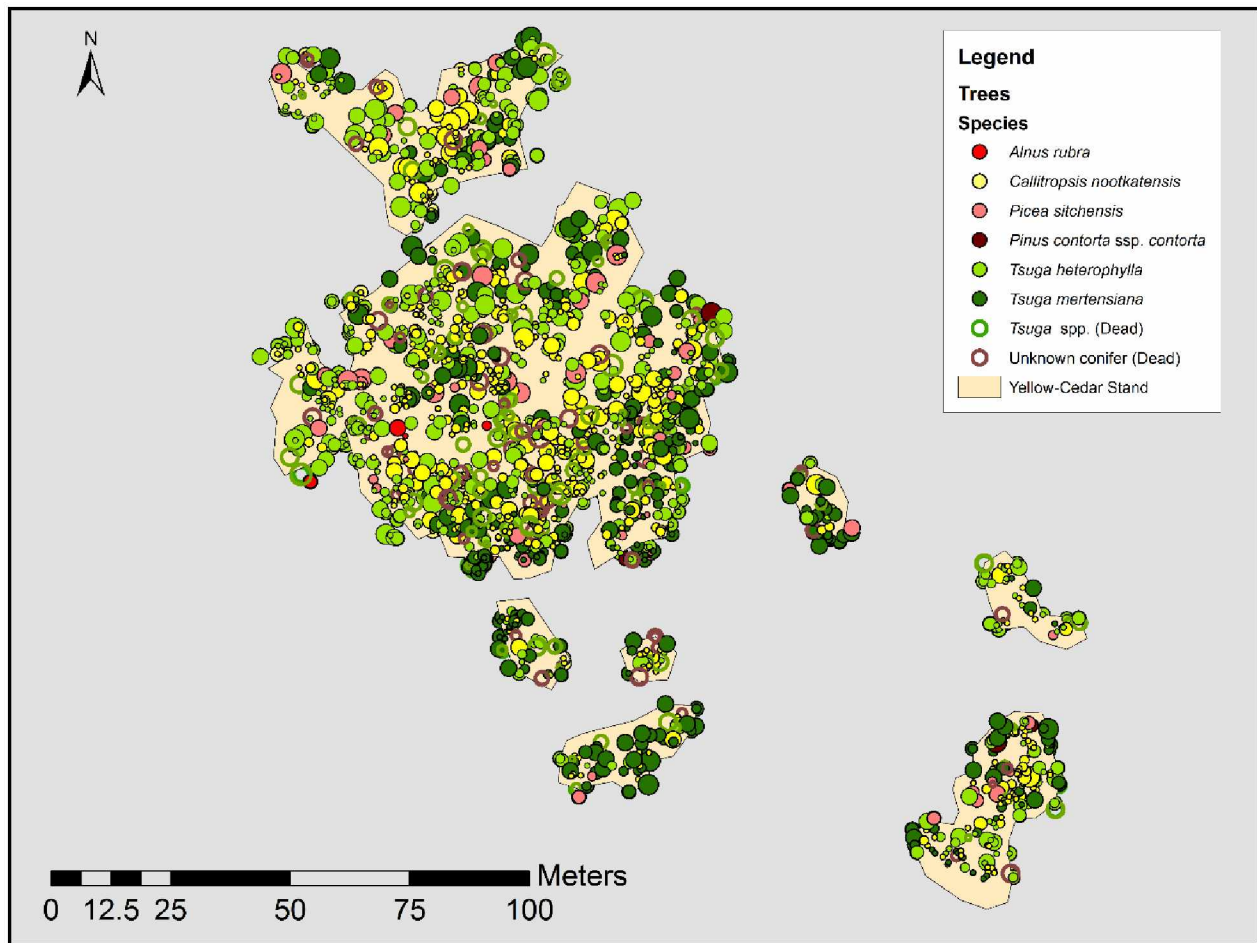 N
Legend
Trees
Species
Alnus rubra
Callitropsis nootkatensis
Picea sitchensis
Pinus contorta ssp. contorta
Tsuga heterophylla
Tsuga mertensiana
Tsuga spp. (Dead)
Unknown conifer (Dead)
Yellow-Cedar Stand
Meters
0 12.5 25 50 75 100